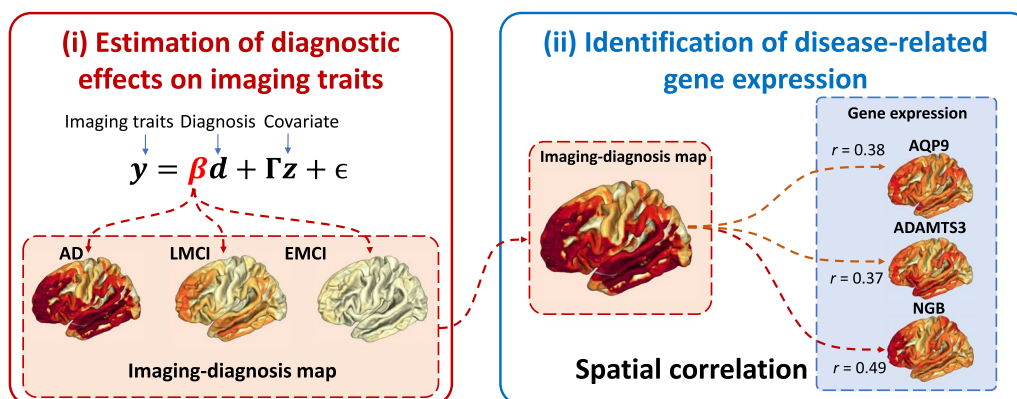 (i) Estimation of diagnostic
effects on imaging traits
Imaging traits Diagnosis Covariate
y = βd + Γz + ϵ
AD LMCI EMCI
Imaging-diagnosis map
(ii) Identification of disease-related
gene expression
Imaging-diagnosis map
Gene expression
r = 0.38
AQP9
ADAMTS3
r = 0.37
NGB
r = 0.49
Spatial correlation